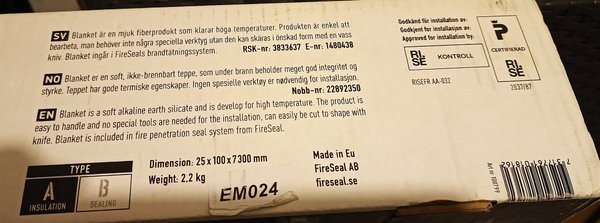 SV Blanket är en mjuk fiberprodukt som klarar höga temperaturer. Produkten är enkel att
bearbeta, man behöver inte några speciella verktyg utan den kan skäras i önskad form med en vass
kniv. Blanket ingår i FireSeals brandtätningssystem.
RSK-nr: 3833637 E-nr: 1480438
NO Blanket er en soft, ikke-brennbart teppe, som under brann beholder meget god integritet og
styrke. Teppet har gode termiske egenskaper. Ingen spesielle verktøy er nødvendig for installasjon.
Nobb-nr: 22892350
EN Blanket is a soft alkaline earth silicate and is develop for high temperature. The product is
easy to handle and no special tools are needed for the installation, can easily be cut to shape with
knife. Blanket is included in fire penetration seal system from FireSeal.
TYPE
A
INSULATION
B
SEALING
Dimension: 25 x 100 x 7300 mm
Weight: 2.2 kg
EM024
Made in Eu
FireSeal AB
fireseal.se
Godkänd för installation av:
Godkjent for installasjon av:
Approved for installation by:
RISE
KONTROLL
RISEFR AA-032
P
CERTIFIERAD
RISE
2037/87
Art nr 100799